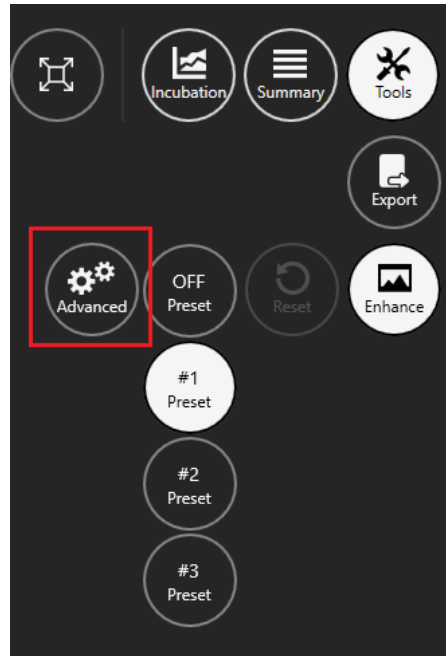 Incubation
Summary
Tools
Export
Advanced
OFF
Preset
Reset
Enhance
#1
Preset
#2
Preset
#3
Preset